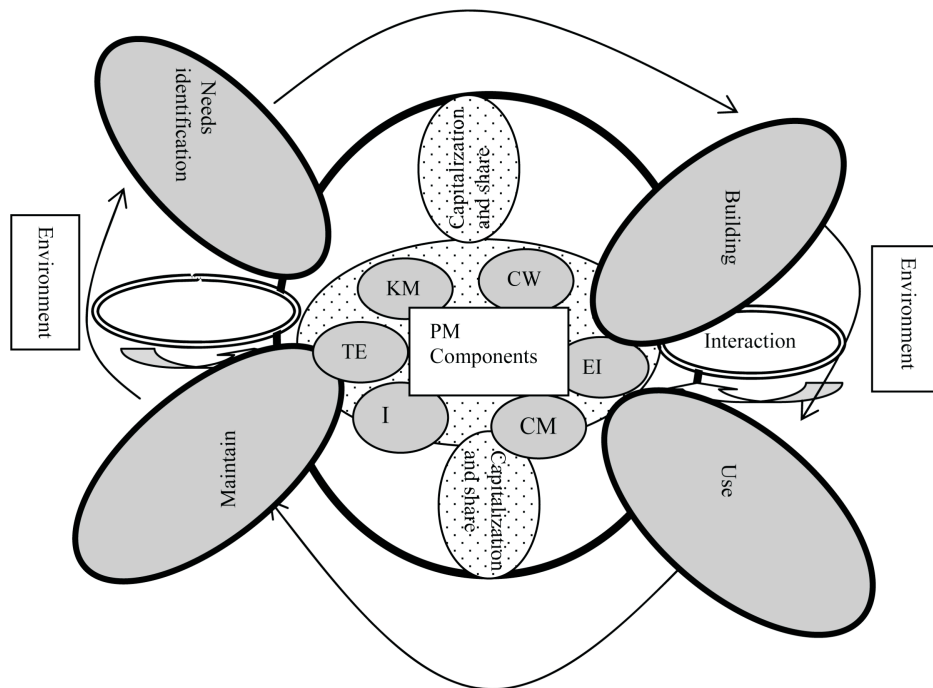 Needs
identification
Capitalization
and share
Building
Environment
Environment
KM
CW
PM
Components
TE
EI
Interaction
I
CM
Maintain
Capitalization
and share
Use